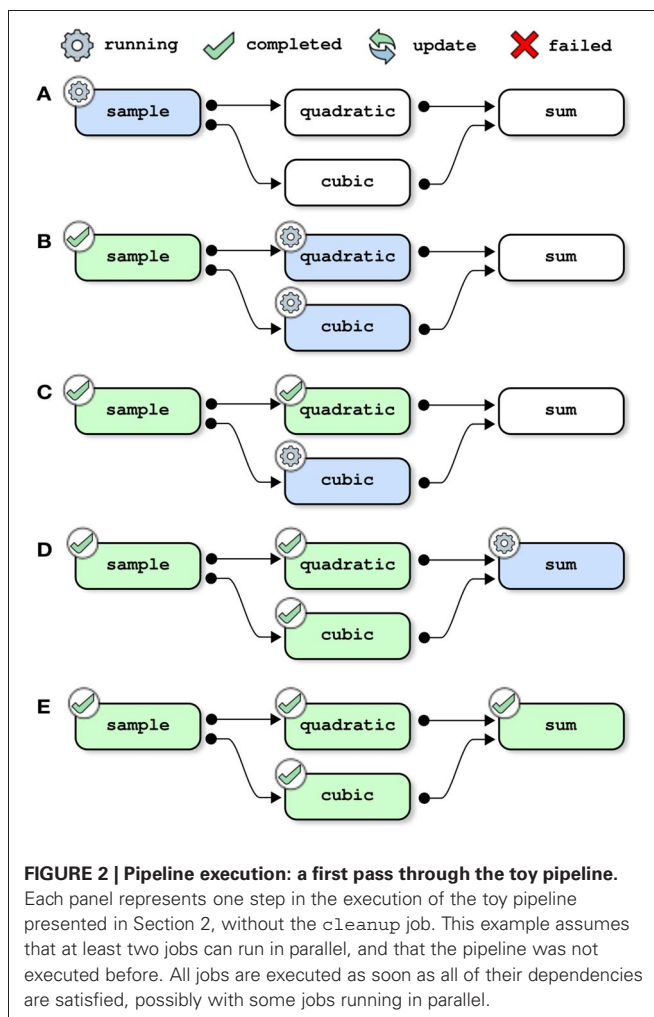 running completed update failed
A
sample quadratic sum
cubic
B
sample quadratic sum
cubic
C
sample quadratic sum
cubic
D
sample quadratic sum
cubic
E
sample quadratic sum
cubic
FIGURE 2 | Pipeline execution: a first pass through the toy pipeline.
Each panel represents one step in the execution of the toy pipeline
presented in Section 2, without the cleanup job. This example assumes
that at least two jobs can run in parallel, and that the pipeline was not
executed before. All jobs are executed as soon as all of their dependencies
are satisfied, possibly with some jobs running in parallel.